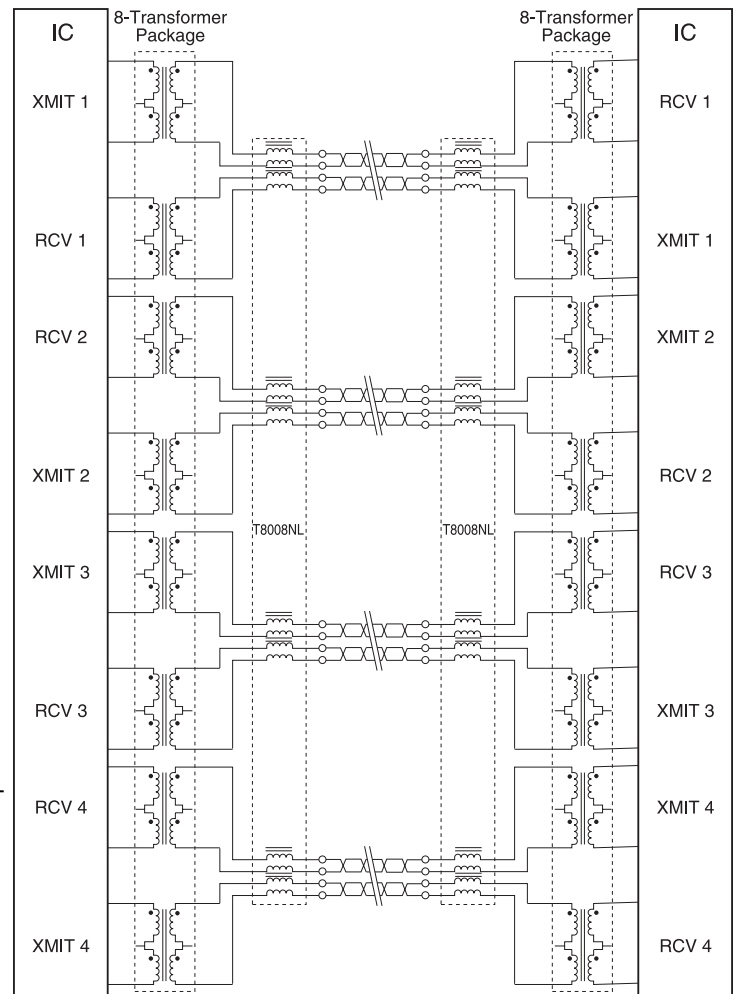 8-Transformer
Package
8-Transformer
Package
IC
IC
XMIT 1
RCV 1
RCV 1
XMIT 1
RCV 2
XMIT 2
XMIT 2
RCV 2
T8008NL
T8008NL
XMIT 3
RCV 3
RCV 3
XMIT 3
RCV 4
XMIT 4
XMIT 4
RCV 4